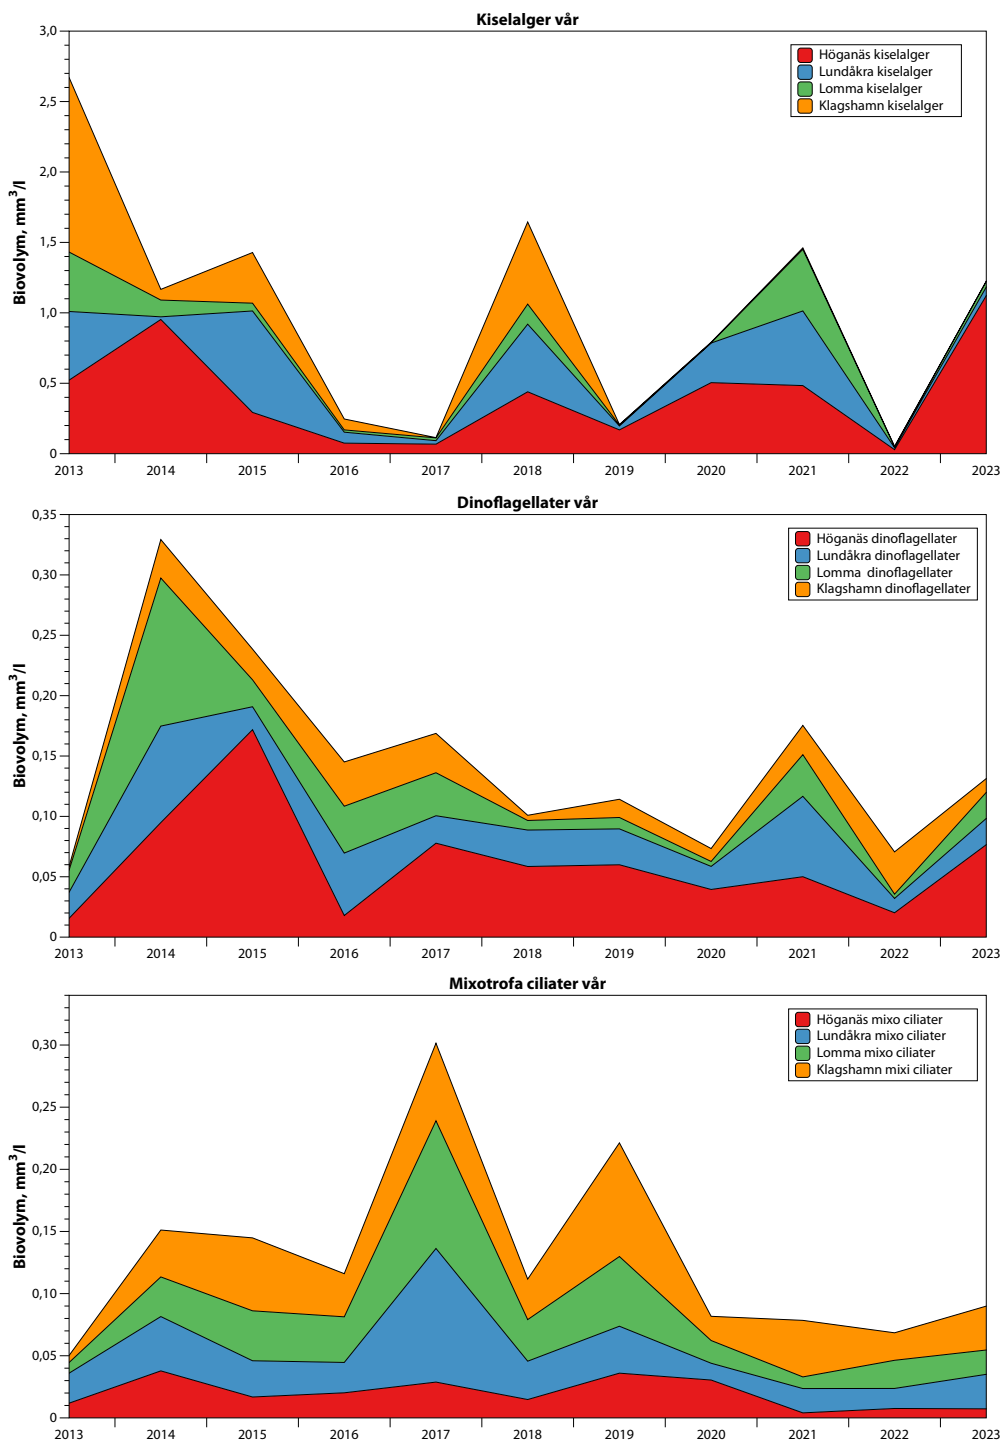 Kiselalger vår
3,0
2,5
2,0
1,5
1,0
0,5
0
Biovolym, mm³/l
Höganäs kiselalger
Lundåkra kiselalger
Lomma kiselalger
Klagshamn kiselalger
2013 2014 2015 2016 2017 2018 2019 2020 2021 2022 2023
Dinoflagellater vår
0,35
0,30
0,25
0,20
0,15
0,10
0,05
0
Biovolym, mm³/l
Höganäs dinoflagellater
Lundåkra dinoflagellater
Lomma dinoflagellater
Klagshamn dinoflagellater
2013 2014 2015 2016 2017 2018 2019 2020 2021 2022 2023
Mixotrofa ciliater vår
0,30
0,25
0,20
0,15
0,10
0,05
0
Biovolym, mm³/l
Höganäs mixo ciliater
Lundåkra mixo ciliater
Lomma mixo ciliater
Klagshamn mixi ciliater
2013 2014 2015 2016 2017 2018 2019 2020 2021 2022 2023